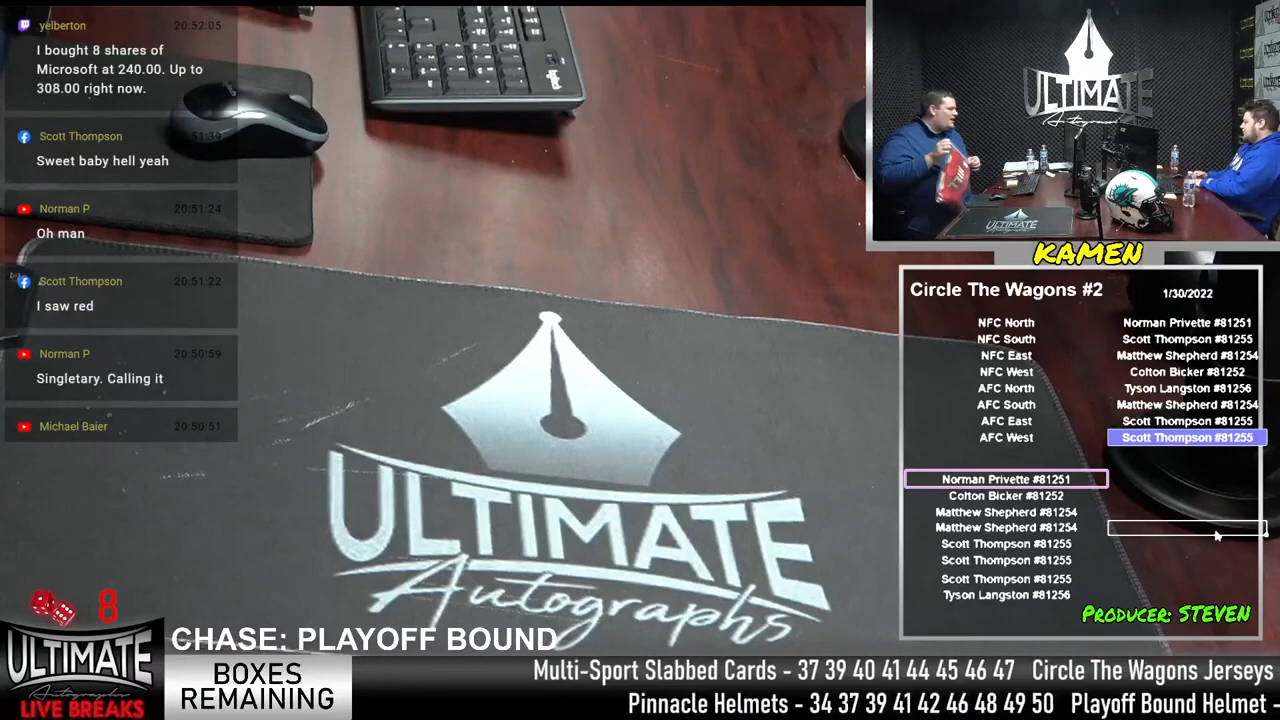 yelberton 20:52:05
I bought 8 shares of
Microsoft at 240.00. Up to
308.00 right now.
Scott Thompson
Sweet baby hell yeah
Norman P 20:51:24
Oh man
Scott Thompson 20:51:22
I saw red
Norman P 20:50:59
Singletary. Calling it
Michael Baier 20:50:51
ULTIMATE
Autographs
ULTIMATE
Autographs
ULTIMATE
KAMEN
Circle The Wagons #2 1/30/2022
NFC North Norman Privette #81251
NFC South Scott Thompson #81255
NFC East Matthew Shepherd #81254
NFC West Colton Bicker #81252
AFC North Tyson Langston #81256
AFC South Matthew Shepherd #81254
AFC East Scott Thompson #81255
AFC West Scott Thompson #81255
Norman Privette #81251
Colton Bicker #81252
Matthew Shepherd #81254
Matthew Shepherd #81254
Scott Thompson #81255
Scott Thompson #81255
Scott Thompson #81255
Tyson Langston #81256
PRODUCER: STEVEN
8
ULTIMATE
Autographs
LIVE BREAKS
CHASE: PLAYOFF BOUND
BOXES
REMAINING
Multi-Sport Slabbed Cards - 37 39 40 41 44 45 46 47 Circle The Wagons Jerseys
Pinnacle Helmets - 34 37 39 41 42 46 48 49 50 Playoff Bound Helmet -